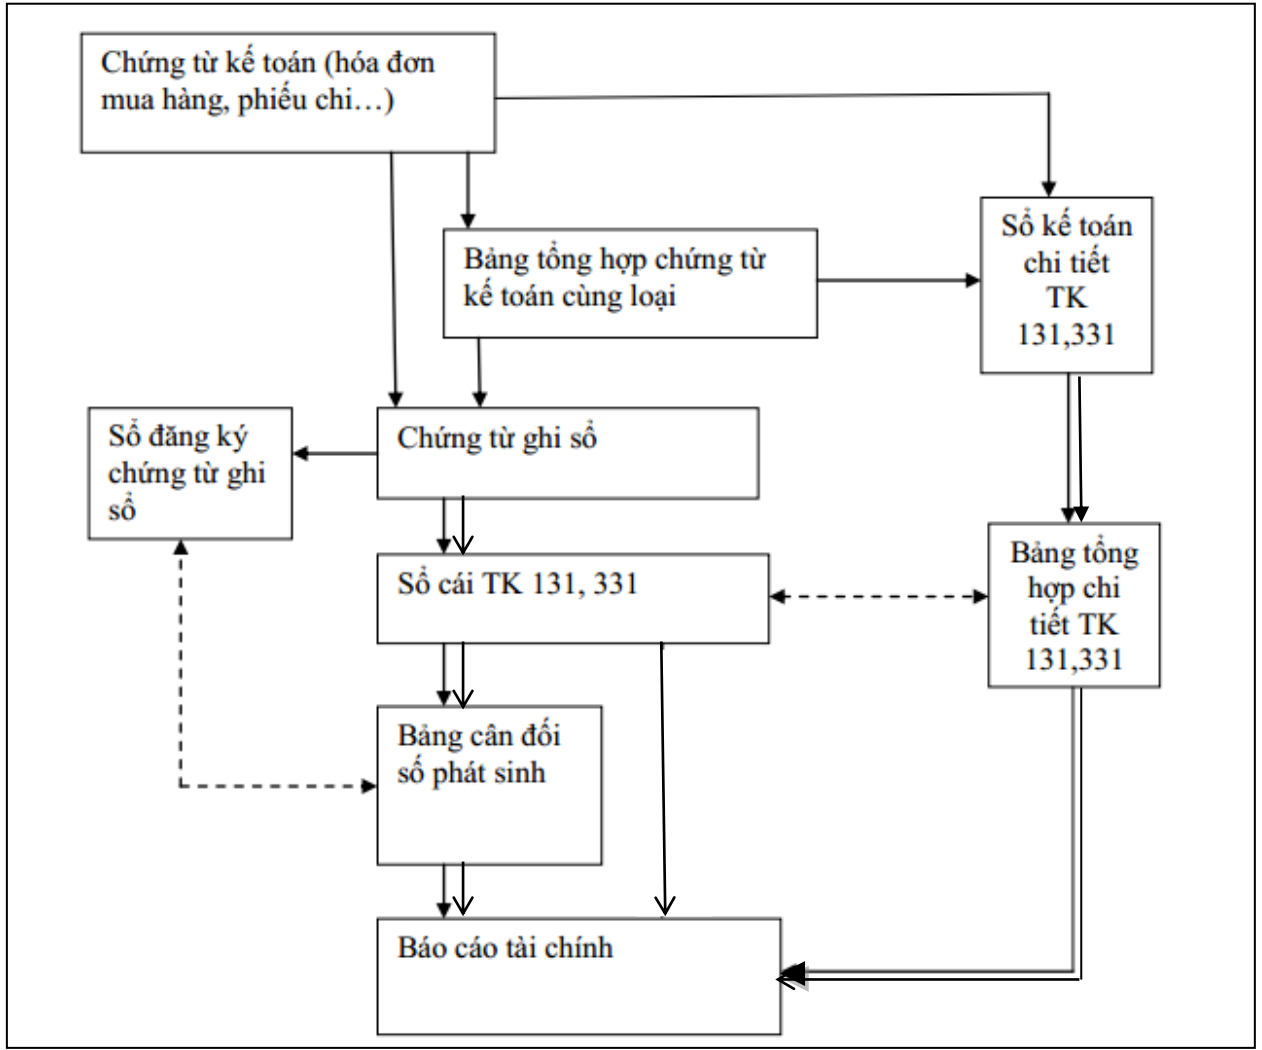 Chứng từ kế toán (hóa đơn
mua hàng, phiếu chi…)
Sổ kế toán
chi tiết
TK
131,331
Bảng tổng hợp chứng từ
kế toán cùng loại
Sổ đăng ký
chứng từ ghi
sổ
Chứng từ ghi sổ
Sổ cái TK 131, 331
Bảng tổng
hợp chi
tiết TK
131,331
Bảng cân đối
số phát sinh
Báo cáo tài chính